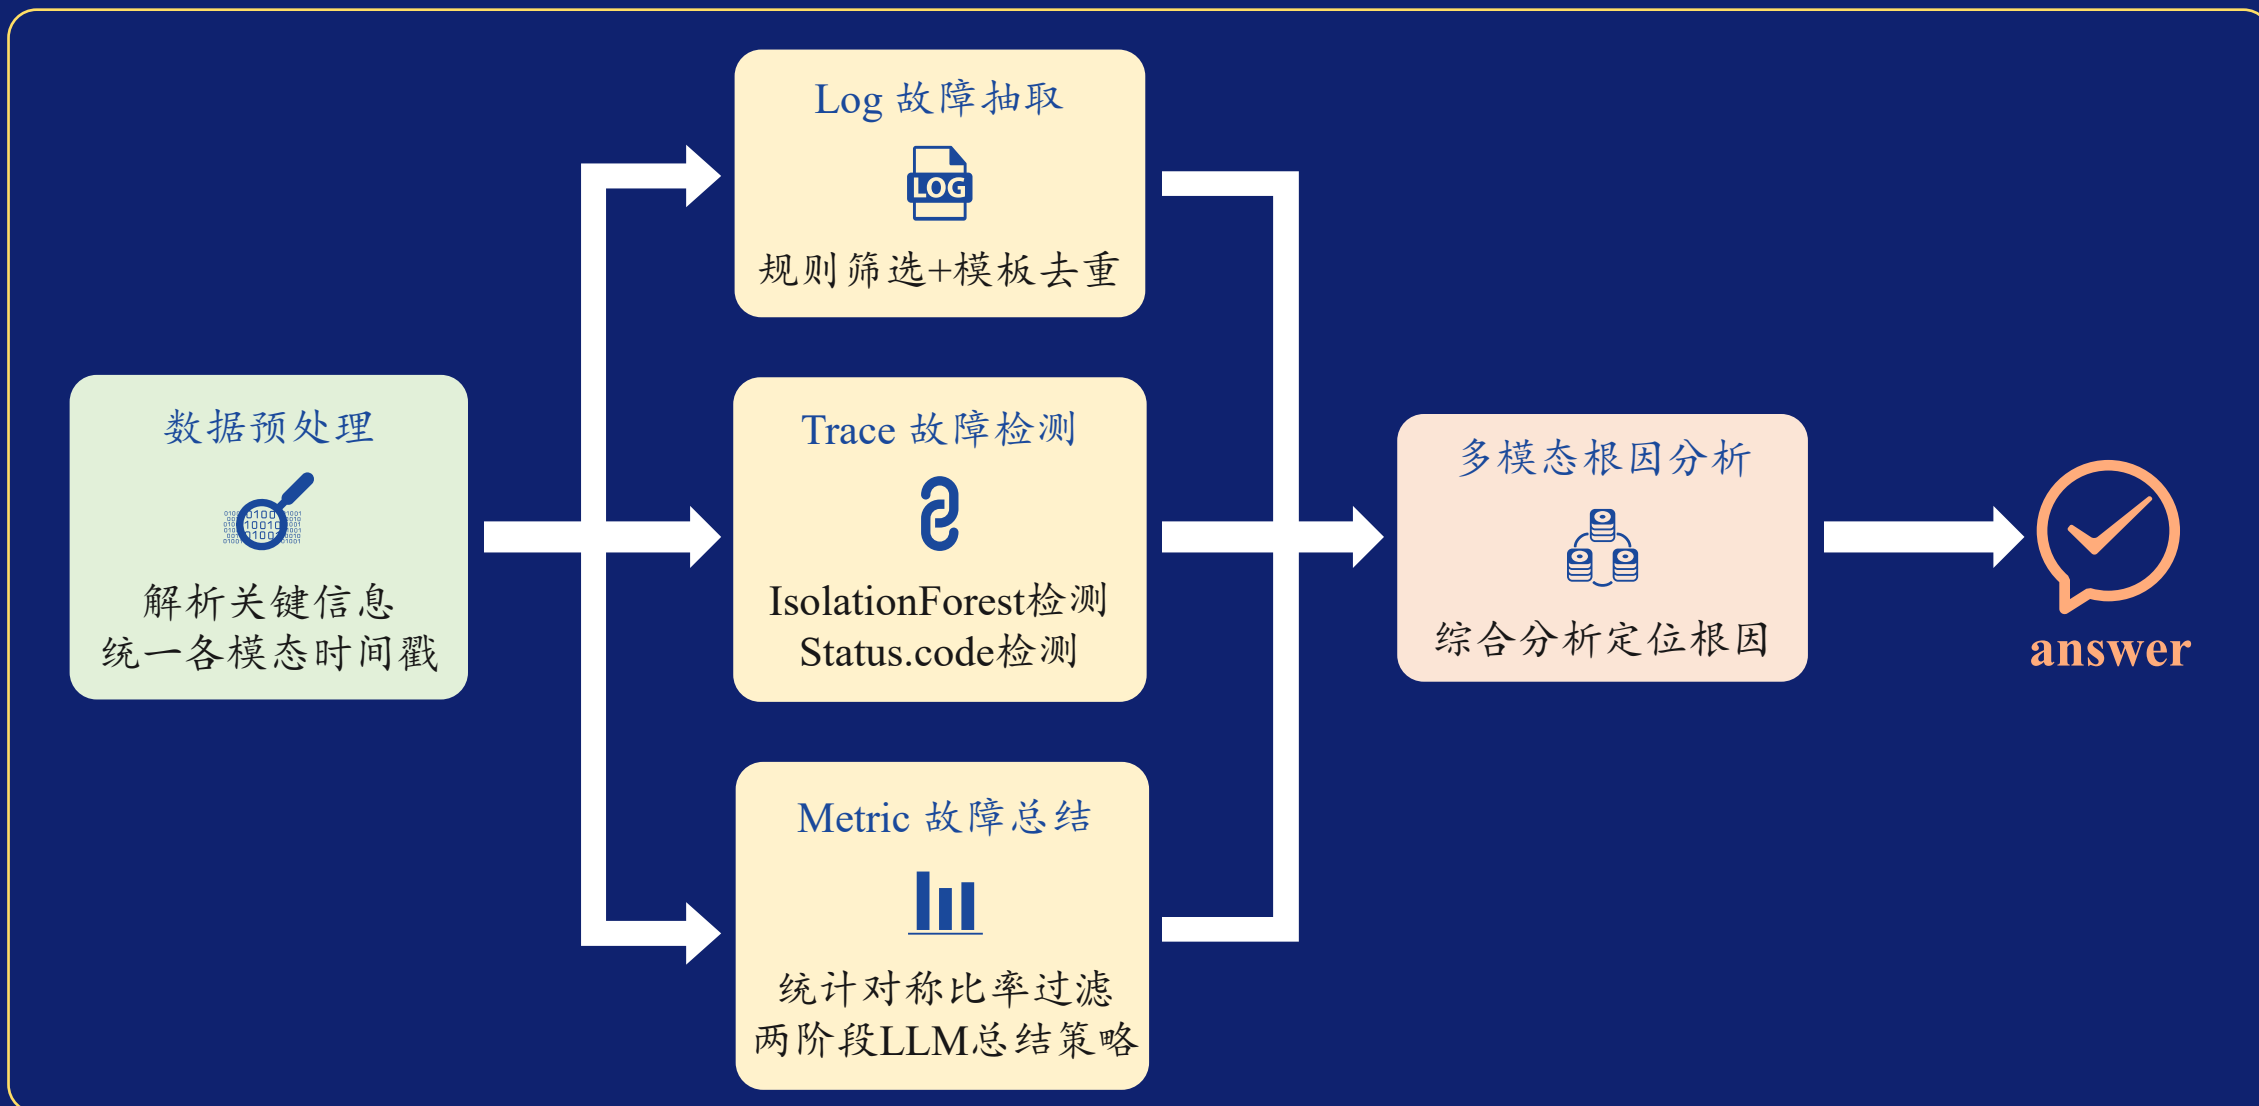 Log 故障抽取
LOG
规则筛选+模板去重
数据预处理
解析关键信息
统一各模态时间戳
Trace 故障检测
IsolationForest检测
Status.code检测
Metric 故障总结
统计对称比率过滤
两阶段LLM总结策略
多模态根因分析
综合分析定位根因
answer